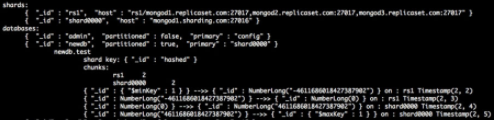 shards:
{ "_id" : "rs1", "host" : "rs1/mongod1.replicaset.com:27017,mongod2.replicaset.com:27017,mongod3.replicaset.com:27017" }
{ "_id" : "shard0000", "host" : "mongod1.sharding.com:27016" }
databases:
{ "_id" : "admin", "partitioned" : false, "primary" : "config" }
{ "_id" : "newdb", "partitioned" : true, "primary" : "shard0000" }
newdb.test
shard key: { "_id" : "hashed" }
chunks:
rs1 2
shard0000 2
{ "_id" : { "$minKey" : 1 } } -->> { "_id" : NumberLong("-4611686018427387902") } on : rs1 Timestamp(2, 2)
{ "_id" : NumberLong("-4611686018427387902") } -->> { "_id" : NumberLong(0) } on : rs1 Timestamp(2, 3)
{ "_id" : NumberLong(0) } -->> { "_id" : NumberLong("4611686018427387902") } on : shard0000 Timestamp(2, 4)
{ "_id" : NumberLong("4611686018427387902") } -->> { "_id" : { "$maxKey" : 1 } } on : shard0000 Timestamp(2, 5)